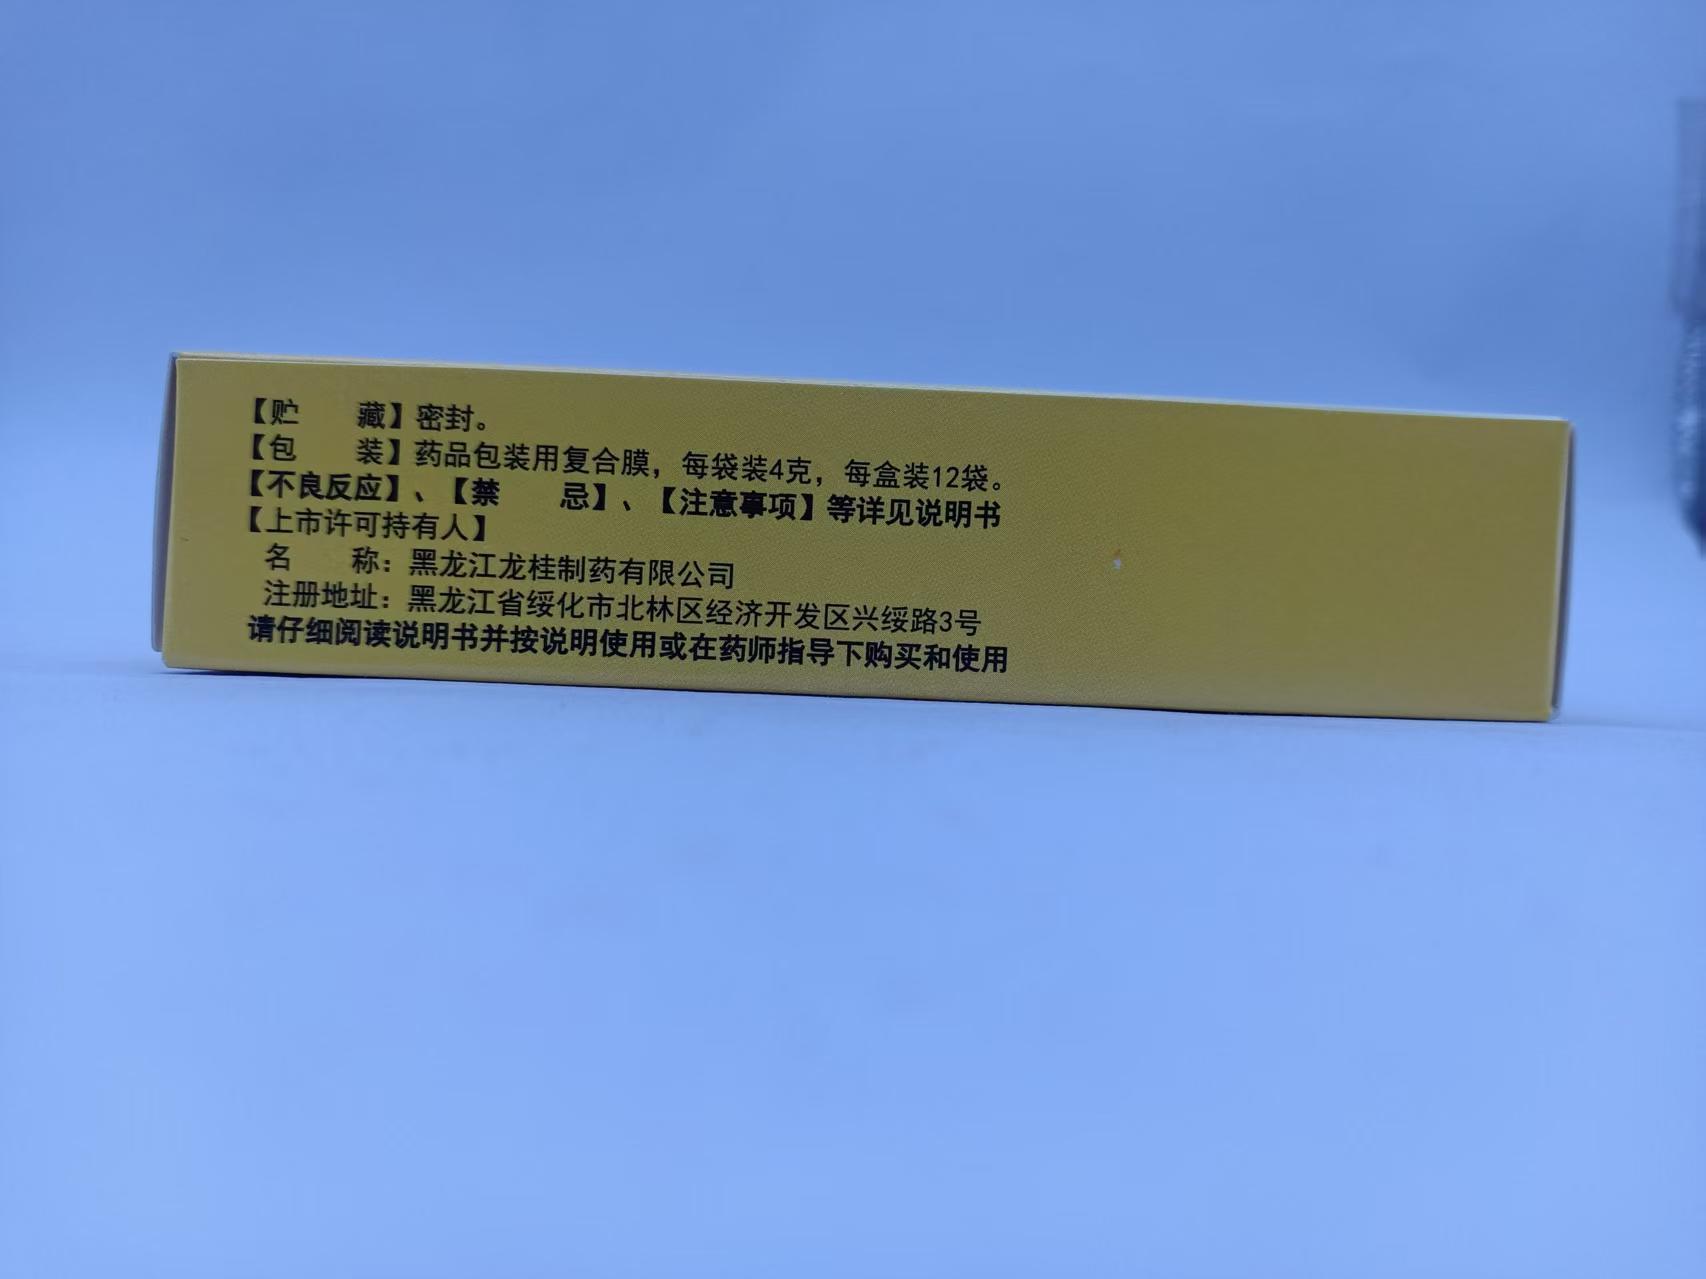 【贮　　藏】密封。
【包　　装】药品包装用复合膜，每袋装4克，每盒装12袋。
【不良反应】、【禁　　忌】、【注意事项】等详见说明书
【上市许可持有人】
名　　称：黑龙江龙桂制药有限公司
注册地址：黑龙江省绥化市北林区经济开发区兴绥路3号
请仔细阅读说明书并按说明使用或在药师指导下购买和使用